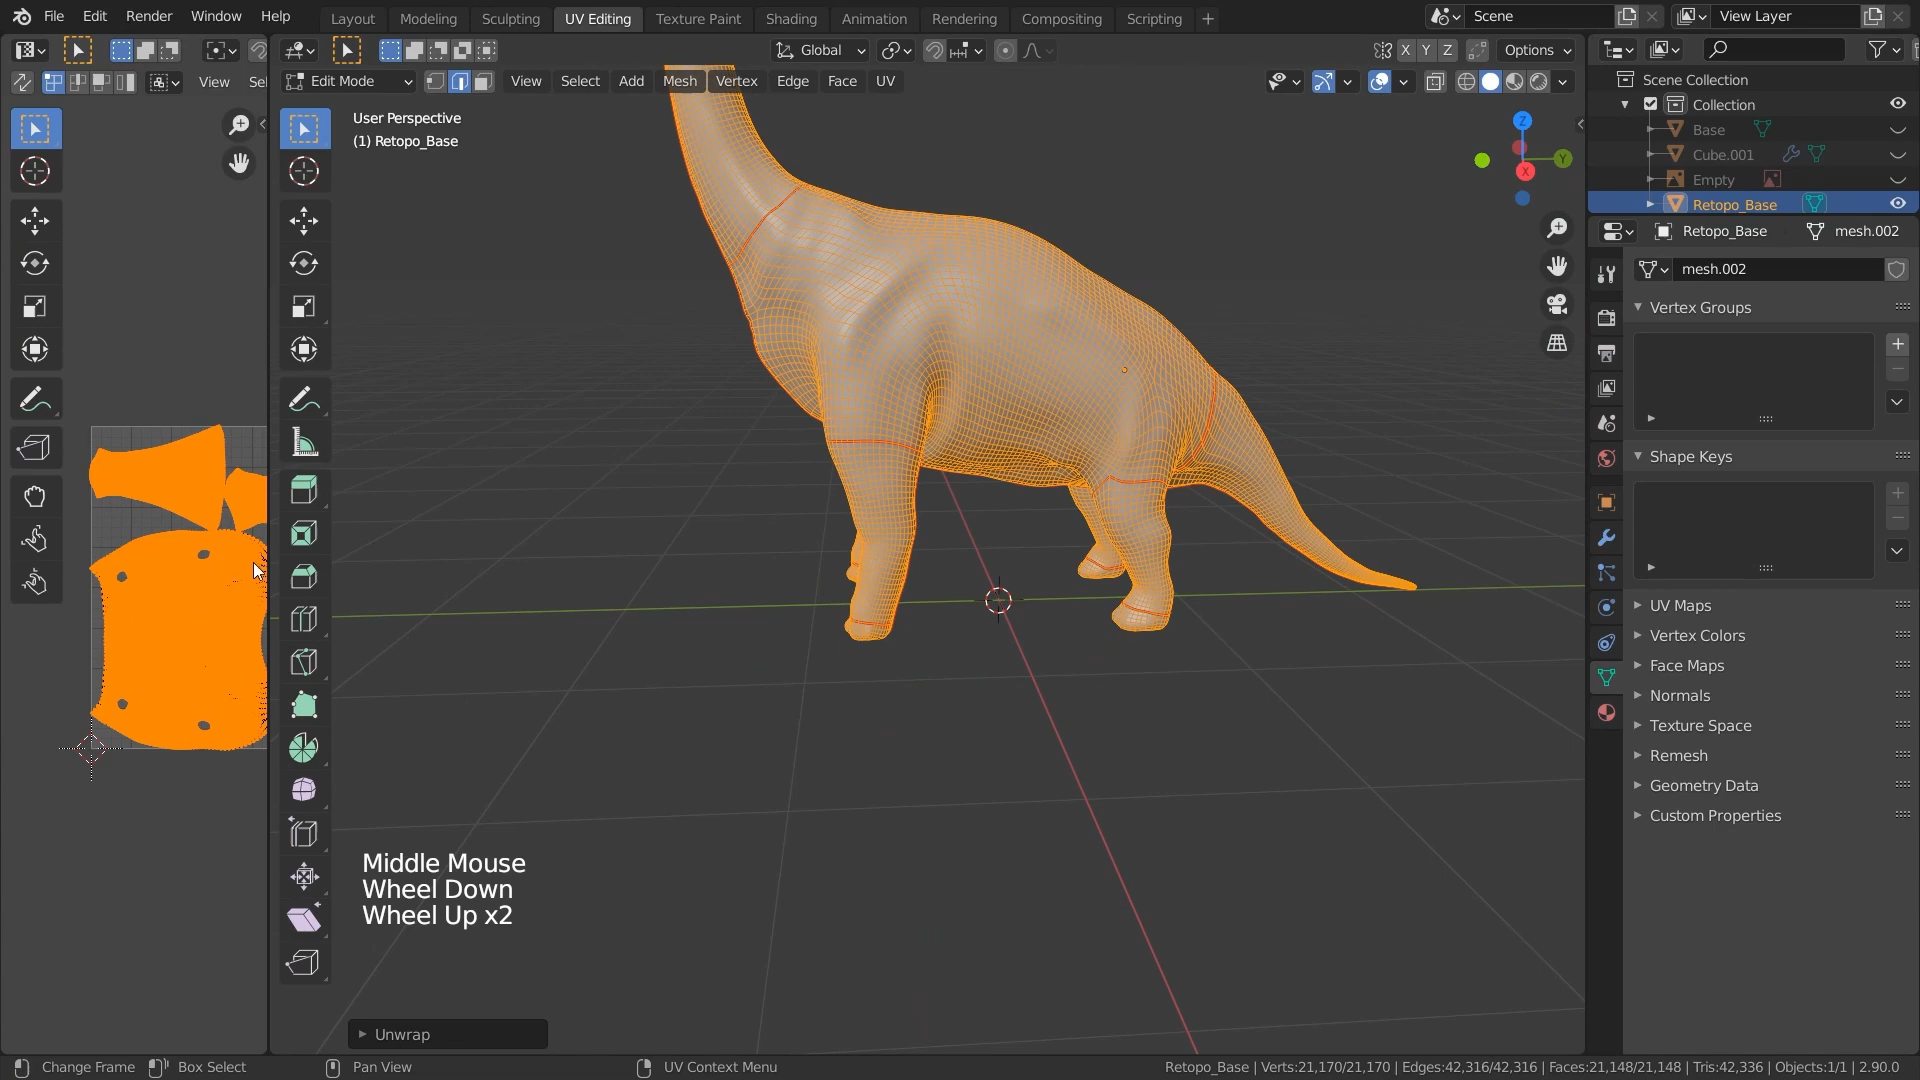 File Edit Render Window Help Layout Modeling Sculpting UV Editing Texture Paint Shading Animation Rendering Compositing Scripting + Scene View Layer
Global X Y Z Options
Edit Mode View Select Add Mesh Vertex Edge Face UV
View Sel
User Perspective
(1) Retopo_Base
Z
Y
X
Scene Collection
Collection
Base
Cube.001
Empty
Retopo_Base
Retopo_Base mesh.002
mesh.002
Vertex Groups
Shape Keys
UV Maps
Vertex Colors
Face Maps
Normals
Texture Space
Remesh
Geometry Data
Custom Properties
Middle Mouse
Wheel Down
Wheel Up x2
Unwrap
Change Frame Box Select Pan View UV Context Menu Retopo_Base | Verts:21,170/21,170 | Edges:42,316/42,316 | Faces:21,148/21,148 | Tris:42,336 | Objects:1/1 | 2.90.0